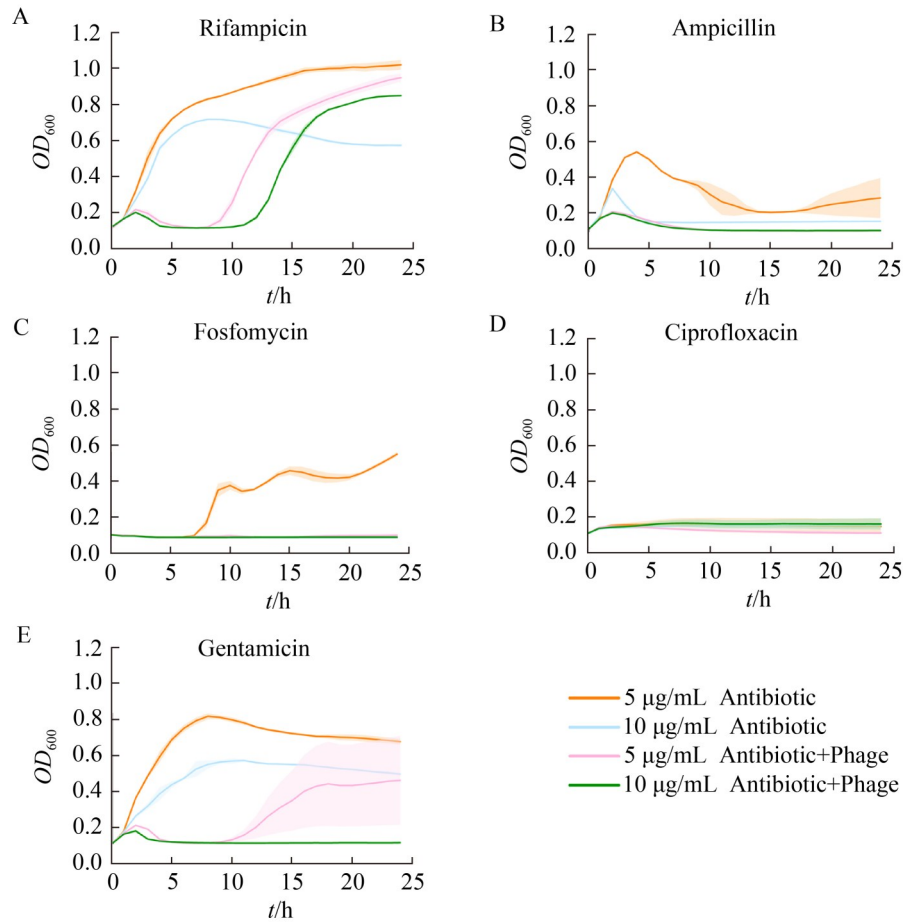 A
Rifampicin
1.2
1.0
0.8
0.6
0.4
0.2
0.0
OD600
0 5 10 15 20 25
t/h
B
Ampicillin
1.2
1.0
0.8
0.6
0.4
0.2
0.0
OD600
0 5 10 15 20 25
t/h
C
Fosfomycin
1.2
1.0
0.8
0.6
0.4
0.2
0.0
OD600
0 5 10 15 20 25
t/h
D
Ciprofloxacin
1.2
1.0
0.8
0.6
0.4
0.2
0.0
OD600
0 5 10 15 20 25
t/h
E
Gentamicin
1.2
1.0
0.8
0.6
0.4
0.2
0.0
OD600
0 5 10 15 20 25
t/h
5 μg/mL Antibiotic
10 μg/mL Antibiotic
5 μg/mL Antibiotic+Phage
10 μg/mL Antibiotic+Phage